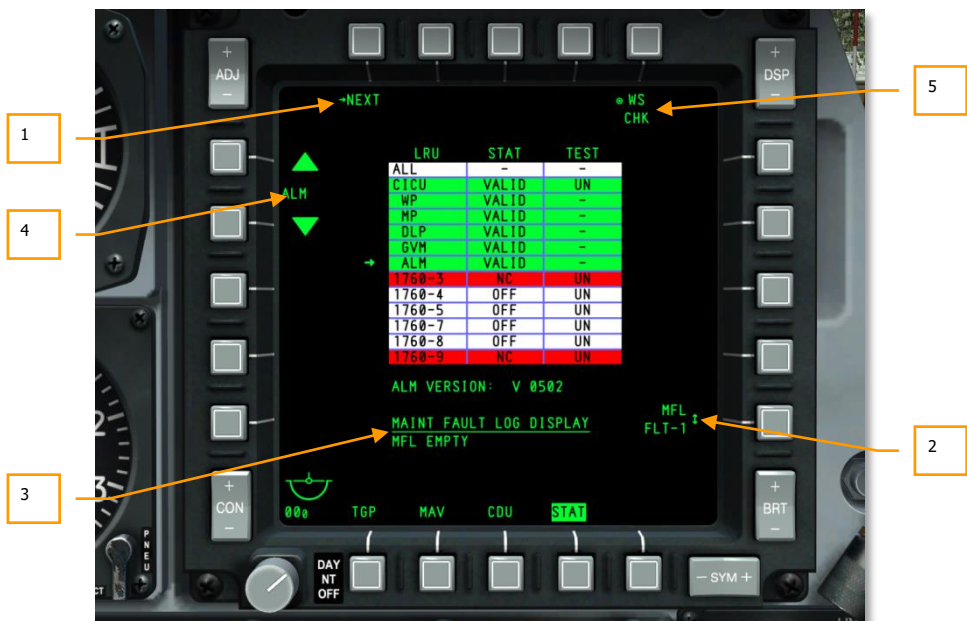 +
ADJ
–
+
DSP
–
→NEXT
WS
CHK
5
1
LRU STAT TEST
ALL - -
CICU VALID UN
WP VALID -
MP VALID -
DLP VALID -
GVM VALID -
→ ALM VALID -
1760-3 NC UN
1760-4 OFF UN
1760-5 OFF UN
1760-7 OFF UN
1760-8 OFF UN
1760-9 NC UN
ALM
4
ALM VERSION: V 0502
MAINT FAULT LOG DISPLAY
MFL EMPTY
MFL
FLT-1
2
3
+
CON
–
+
BRT
–
TGP MAV CDU STAT
DAY
NT
OFF
– SYM +
PNEU
2
3